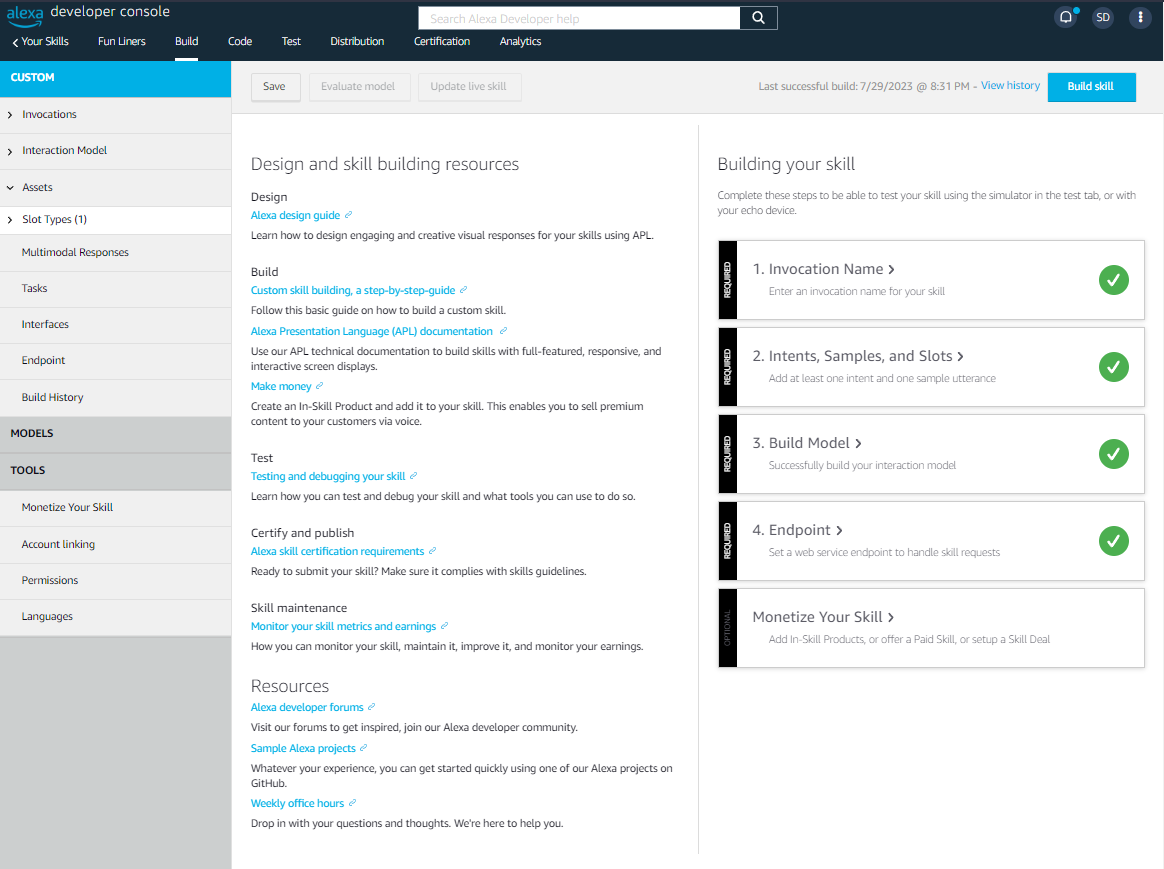 alexa developer console
Search Alexa Developer help
SD
Your Skills Fun Liners Build Code Test Distribution Certification Analytics
CUSTOM
Invocations
Interaction Model
Assets
Slot Types (1)
Multimodal Responses
Tasks
Interfaces
Endpoint
Build History
MODELS
TOOLS
Monetize Your Skill
Account linking
Permissions
Languages
Save Evaluate model Update live skill
Last successful build: 7/29/2023 @ 8:31 PM - View history Build skill
Design and skill building resources
Design
Alexa design guide
Learn how to design engaging and creative visual responses for your skills using APL.
Build
Custom skill building, a step-by-step-guide
Follow this basic guide on how to build a custom skill.
Alexa Presentation Language (APL) documentation
Use our APL technical documentation to build skills with full-featured, responsive, and
interactive screen displays.
Make money
Create an In-Skill Product and add it to your skill. This enables you to sell premium
content to your customers via voice.
Test
Testing and debugging your skill
Learn how you can test and debug your skill and what tools you can use to do so.
Certify and publish
Alexa skill certification requirements
Ready to submit your skill? Make sure it complies with skills guidelines.
Skill maintenance
Monitor your skill metrics and earnings
How you can monitor your skill, maintain it, improve it, and monitor your earnings.
Resources
Alexa developer forums
Visit our forums to get inspired, join our Alexa developer community.
Sample Alexa projects
Whatever your experience, you can get started quickly using one of our Alexa projects on
GitHub.
Weekly office hours
Drop in with your questions and thoughts. We're here to help you.
Building your skill
Complete these steps to be able to test your skill using the simulator in the test tab, or with
your echo device.
REQUIRED
1. Invocation Name
Enter an invocation name for your skill
REQUIRED
2. Intents, Samples, and Slots
Add at least one intent and one sample utterance
REQUIRED
3. Build Model
Successfully build your interaction model
REQUIRED
4. Endpoint
Set a web service endpoint to handle skill requests
OPTIONAL
Monetize Your Skill
Add In-Skill Products, or offer a Paid Skill, or setup a Skill Deal